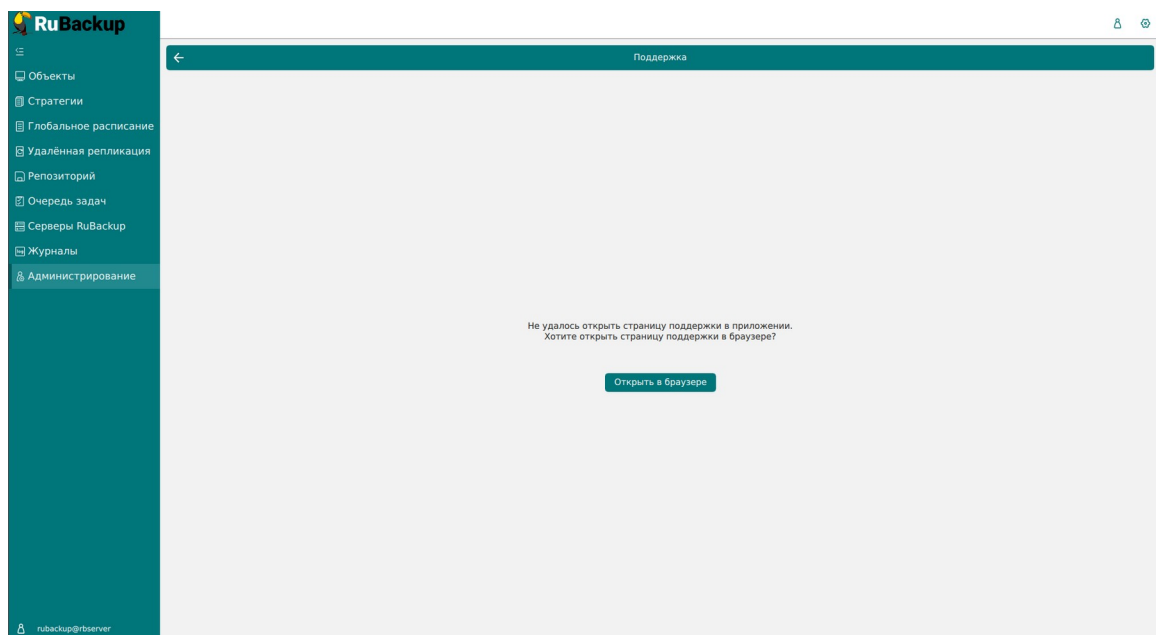 RuBackup
Поддержка
Объекты
Стратегии
Глобальное расписание
Удалённая репликация
Репозиторий
Очередь задач
Серверы RuBackup
Журналы
Администрирование
Не удалось открыть страницу поддержки в приложении.
Хотите открыть страницу поддержки в браузере?
Открыть в браузере
rubackup@rbserver